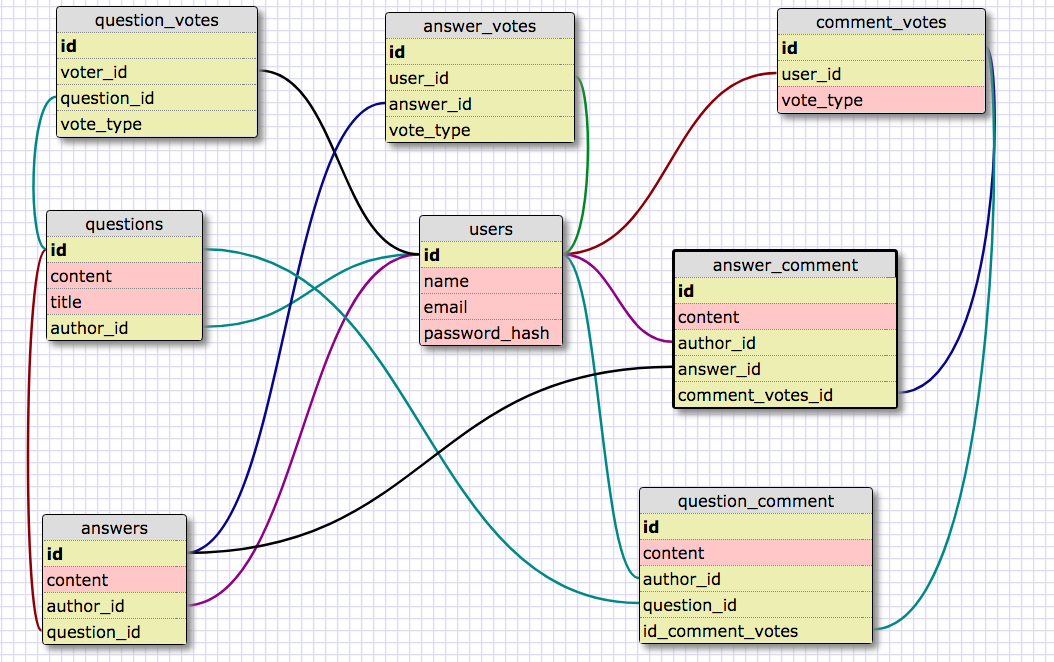 question_votes
id
voter_id
question_id
vote_type
answer_votes
id
user_id
answer_id
vote_type
comment_votes
id
user_id
vote_type
questions
id
content
title
author_id
users
id
name
email
password_hash
answer_comment
id
content
author_id
answer_id
comment_votes_id
answers
id
content
author_id
question_id
question_comment
id
content
author_id
question_id
id_comment_votes